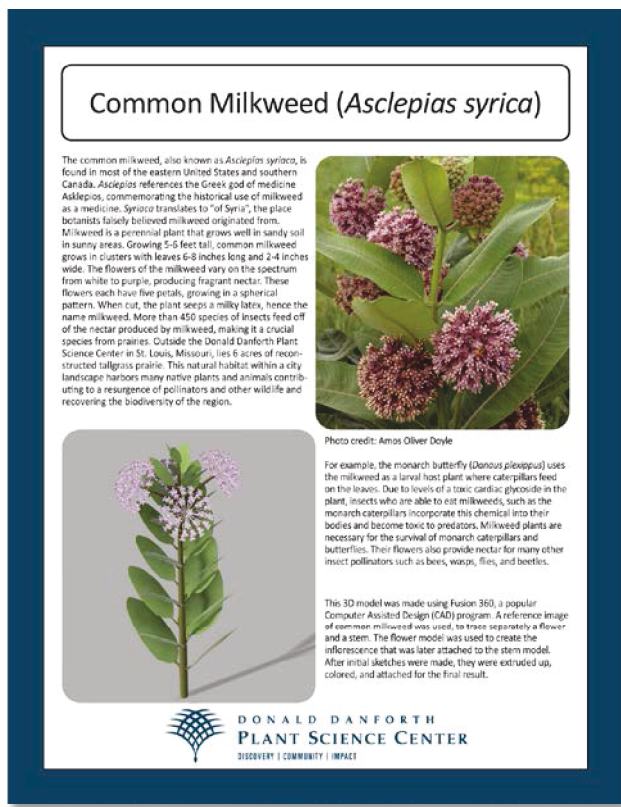 Common Milkweed (Asclepias syrica)
The common milkweed, also known as Asclepias syriaca, is
found in most of the eastern United States and southern
Canada. Asclepias references the Greek god of medicine
Asklepios, commemorating the historical use of milkweed
as a medicine. Syriaca translates to "of Syria", the place
botanists falsely believed milkweed originated from.
Milkweed is a perennial plant that grows well in sandy soil
in sunny areas. Growing 5-6 feet tall, common milkweed
grows in clusters with leaves 6-8 inches long and 2-4 inches
wide. The flowers of the milkweed vary on the spectrum
from white to purple, producing fragrant nectar. These
flowers each have five petals, growing in a spherical
pattern. When cut, the plant seeps a milky latex, hence the
name milkweed. More than 450 species of insects feed off
of the nectar produced by milkweed, making it a crucial
species from prairies. Outside the Donald Danforth Plant
Science Center in St. Louis, Missouri, lies 6 acres of recon-
structed tallgrass prairie. This natural habitat within a city
landscape harbors many native plants and animals contrib-
uting to a resurgence of pollinators and other wildlife and
recovering the biodiversity of the region.
Photo credit: Amos Oliver Doyle
For example, the monarch butterfly (Danaus plexippus) uses
the milkweed as a larval host plant where caterpillars feed
on the leaves. Due to levels of a toxic cardiac glycoside in the
plant, insects who are able to eat milkweeds, such as the
monarch caterpillars incorporate this chemical into their
bodies and become toxic to predators. Milkweed plants are
necessary for the survival of monarch caterpillars and
butterflies. Their flowers also provide nectar for many other
insect pollinators such as bees, wasps, flies, and beetles.
This 3D model was made using Fusion 360, a popular
Computer Assisted Design (CAD) program. A reference image
of common milkweed was used, to trace separately a flower
and a stem. The flower model was used to create the
inflorescence that was later attached to the stem model.
After initial sketches were made, they were extruded up,
colored, and attached for the final result.
DONALD DANFORTH
PLANT SCIENCE CENTER
DISCOVERY | COMMUNITY | IMPACT